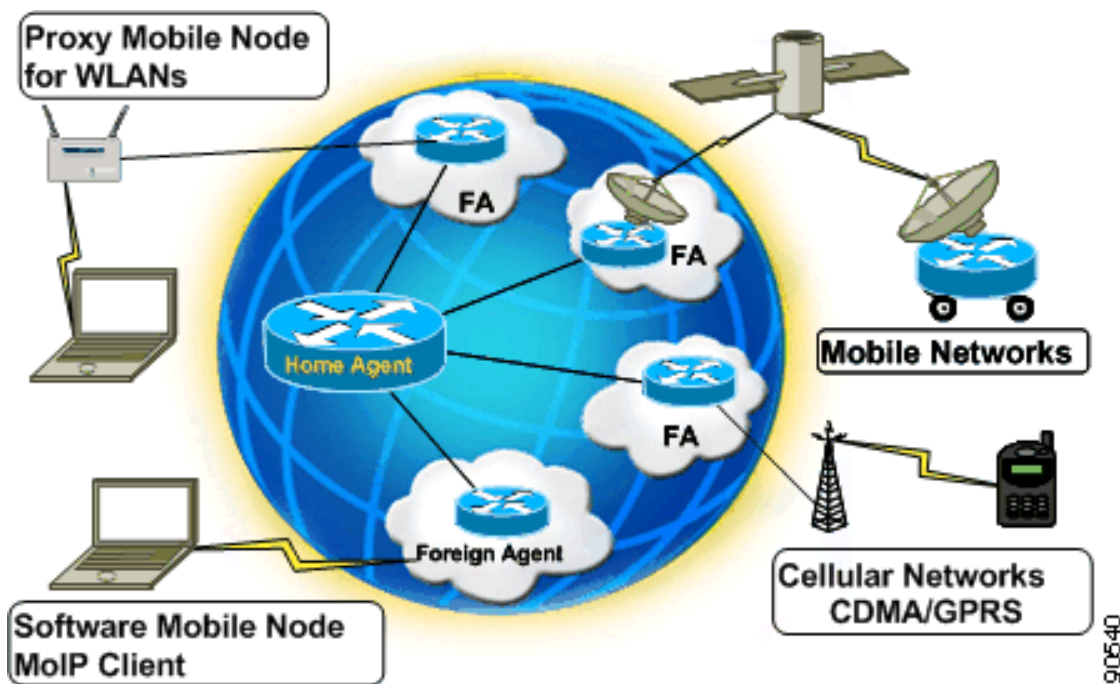 Proxy Mobile Node
for WLANs
FA
FA
Home Agent
Mobile Networks
FA
Foreign Agent
Cellular Networks
CDMA/GPRS
Software Mobile Node
MoIP Client
90540